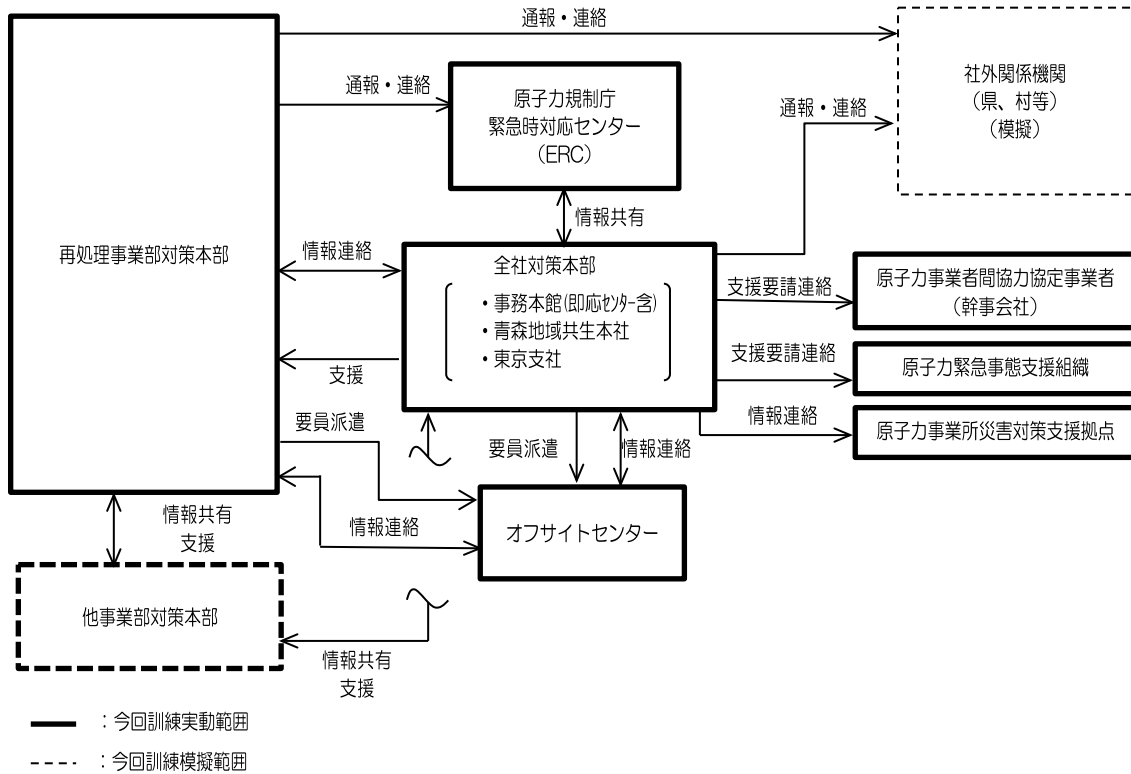 通報・連絡
社外関係機関
（県、村等）
（模擬）
通報・連絡
原子力規制庁
緊急時対応センター
（ERC）
通報・連絡
情報共有
再処理事業部対策本部
情報連絡
全社対策本部
・事務本館（即応ｾﾝﾀｰ含）
・青森地域共生本社
・東京支社
支援要請連絡
原子力事業者間協力協定事業者
（幹事会社）
支援
支援要請連絡
原子力緊急事態支援組織
情報連絡
原子力事業所災害対策支援拠点
要員派遣
要員派遣
情報連絡
情報連絡
オフサイトセンター
情報共有
支援
他事業部対策本部
情報共有
支援
：今回訓練実動範囲
：今回訓練模擬範囲